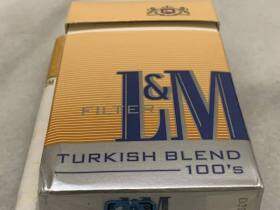 L&M
FILTER
TURKISH BLEND
100's